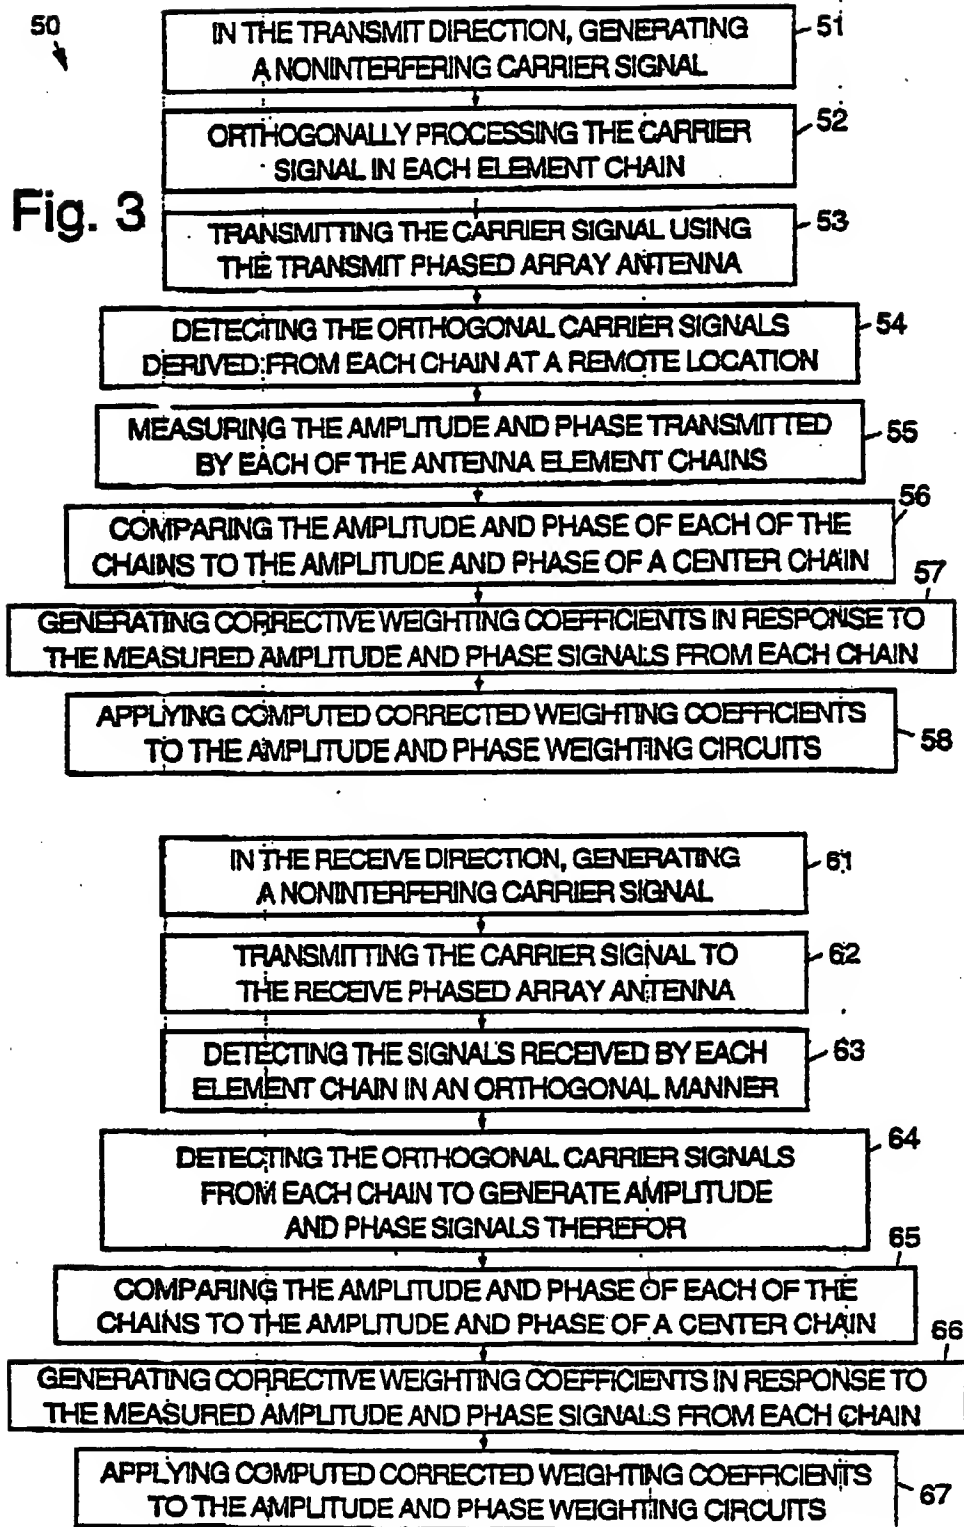 50
IN THE TRANSMIT DIRECTION, GENERATING
A NONINTERFERING CARRIER SIGNAL
51
ORTHOGONALLY PROCESSING THE CARRIER
SIGNAL IN EACH ELEMENT CHAIN
52
Fig. 3
TRANSMITTING THE CARRIER SIGNAL USING
THE TRANSMIT PHASED ARRAY ANTENNA
53
DETECTING THE ORTHOGONAL CARRIER SIGNALS
DERIVED FROM EACH CHAIN AT A REMOTE LOCATION
54
MEASURING THE AMPLITUDE AND PHASE TRANSMITTED
BY EACH OF THE ANTENNA ELEMENT CHAINS
55
COMPARING THE AMPLITUDE AND PHASE OF EACH OF THE
CHAINS TO THE AMPLITUDE AND PHASE OF A CENTER CHAIN
56
GENERATING CORRECTIVE WEIGHTING COEFFICIENTS IN RESPONSE TO
THE MEASURED AMPLITUDE AND PHASE SIGNALS FROM EACH CHAIN
57
APPLYING COMPUTED CORRECTED WEIGHTING COEFFICIENTS
TO THE AMPLITUDE AND PHASE WEIGHTING CIRCUITS
58
IN THE RECEIVE DIRECTION, GENERATING
A NONINTERFERING CARRIER SIGNAL
61
TRANSMITTING THE CARRIER SIGNAL TO
THE RECEIVE PHASED ARRAY ANTENNA
62
DETECTING THE SIGNALS RECEIVED BY EACH
ELEMENT CHAIN IN AN ORTHOGONAL MANNER
63
DETECTING THE ORTHOGONAL CARRIER SIGNALS
FROM EACH CHAIN TO GENERATE AMPLITUDE
AND PHASE SIGNALS THEREFOR
64
COMPARING THE AMPLITUDE AND PHASE OF EACH OF THE
CHAINS TO THE AMPLITUDE AND PHASE OF A CENTER CHAIN
65
GENERATING CORRECTIVE WEIGHTING COEFFICIENTS IN RESPONSE TO
THE MEASURED AMPLITUDE AND PHASE SIGNALS FROM EACH CHAIN
66
APPLYING COMPUTED CORRECTED WEIGHTING COEFFICIENTS
TO THE AMPLITUDE AND PHASE WEIGHTING CIRCUITS
67